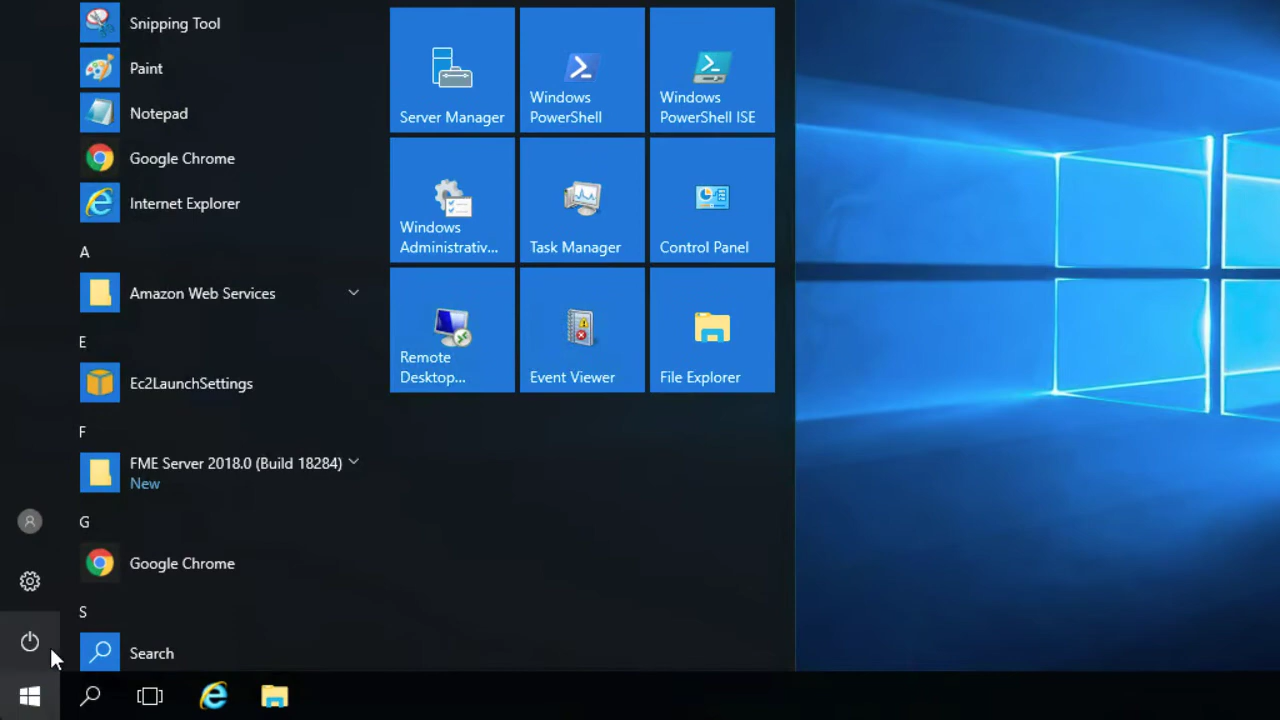 Snipping Tool
Paint
Notepad
Google Chrome
Internet Explorer
A
Amazon Web Services
E
Ec2LaunchSettings
F
FME Server 2018.0 (Build 18284)
New
G
Google Chrome
S
Search
Server Manager
Windows
PowerShell
Windows
PowerShell ISE
Windows
Administrativ...
Task Manager
Control Panel
Remote
Desktop...
Event Viewer
File Explorer